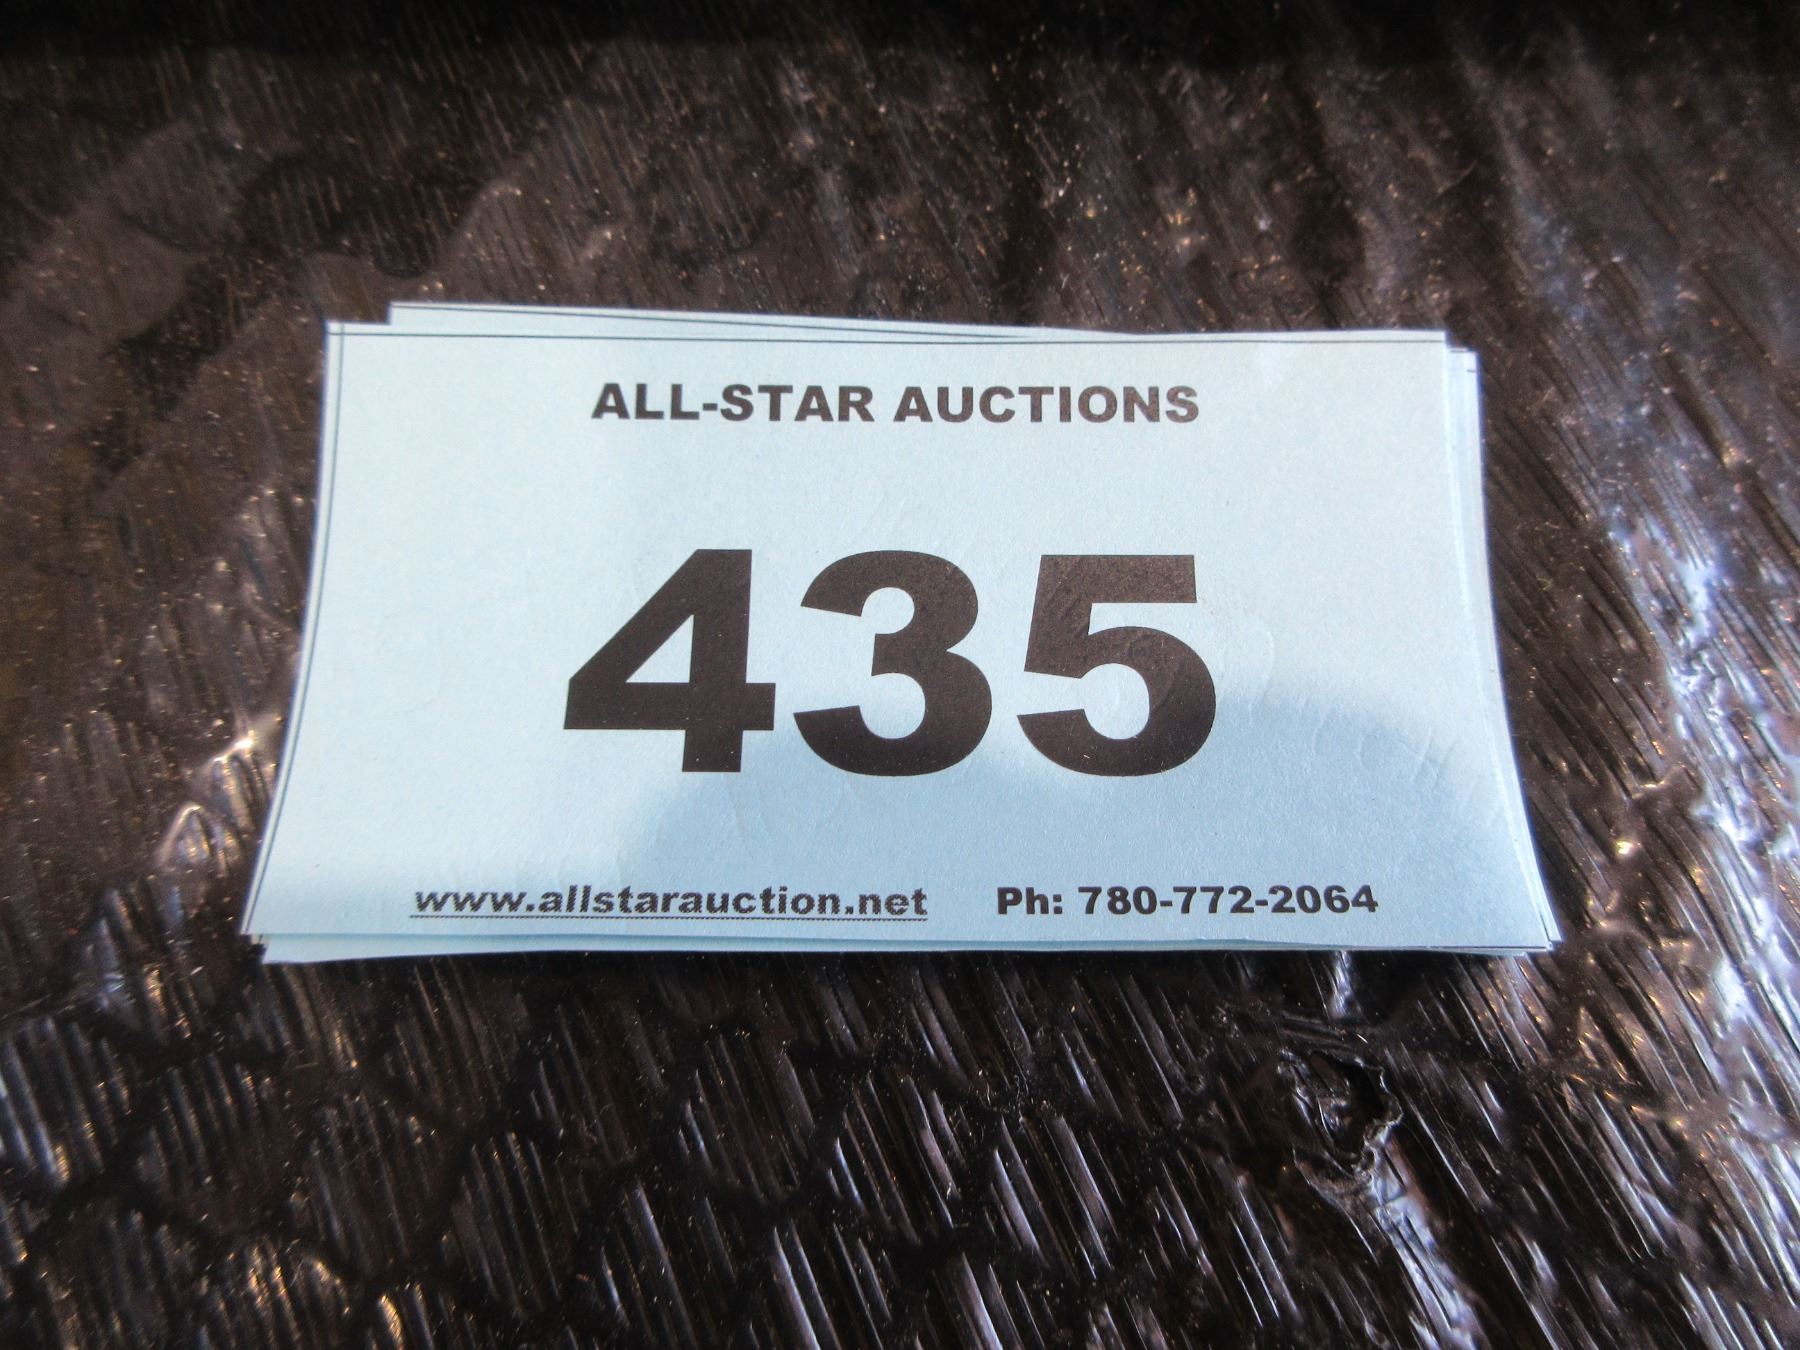 ALL-STAR AUCTIONS
435
www.allstarauction.net Ph: 780-772-2064